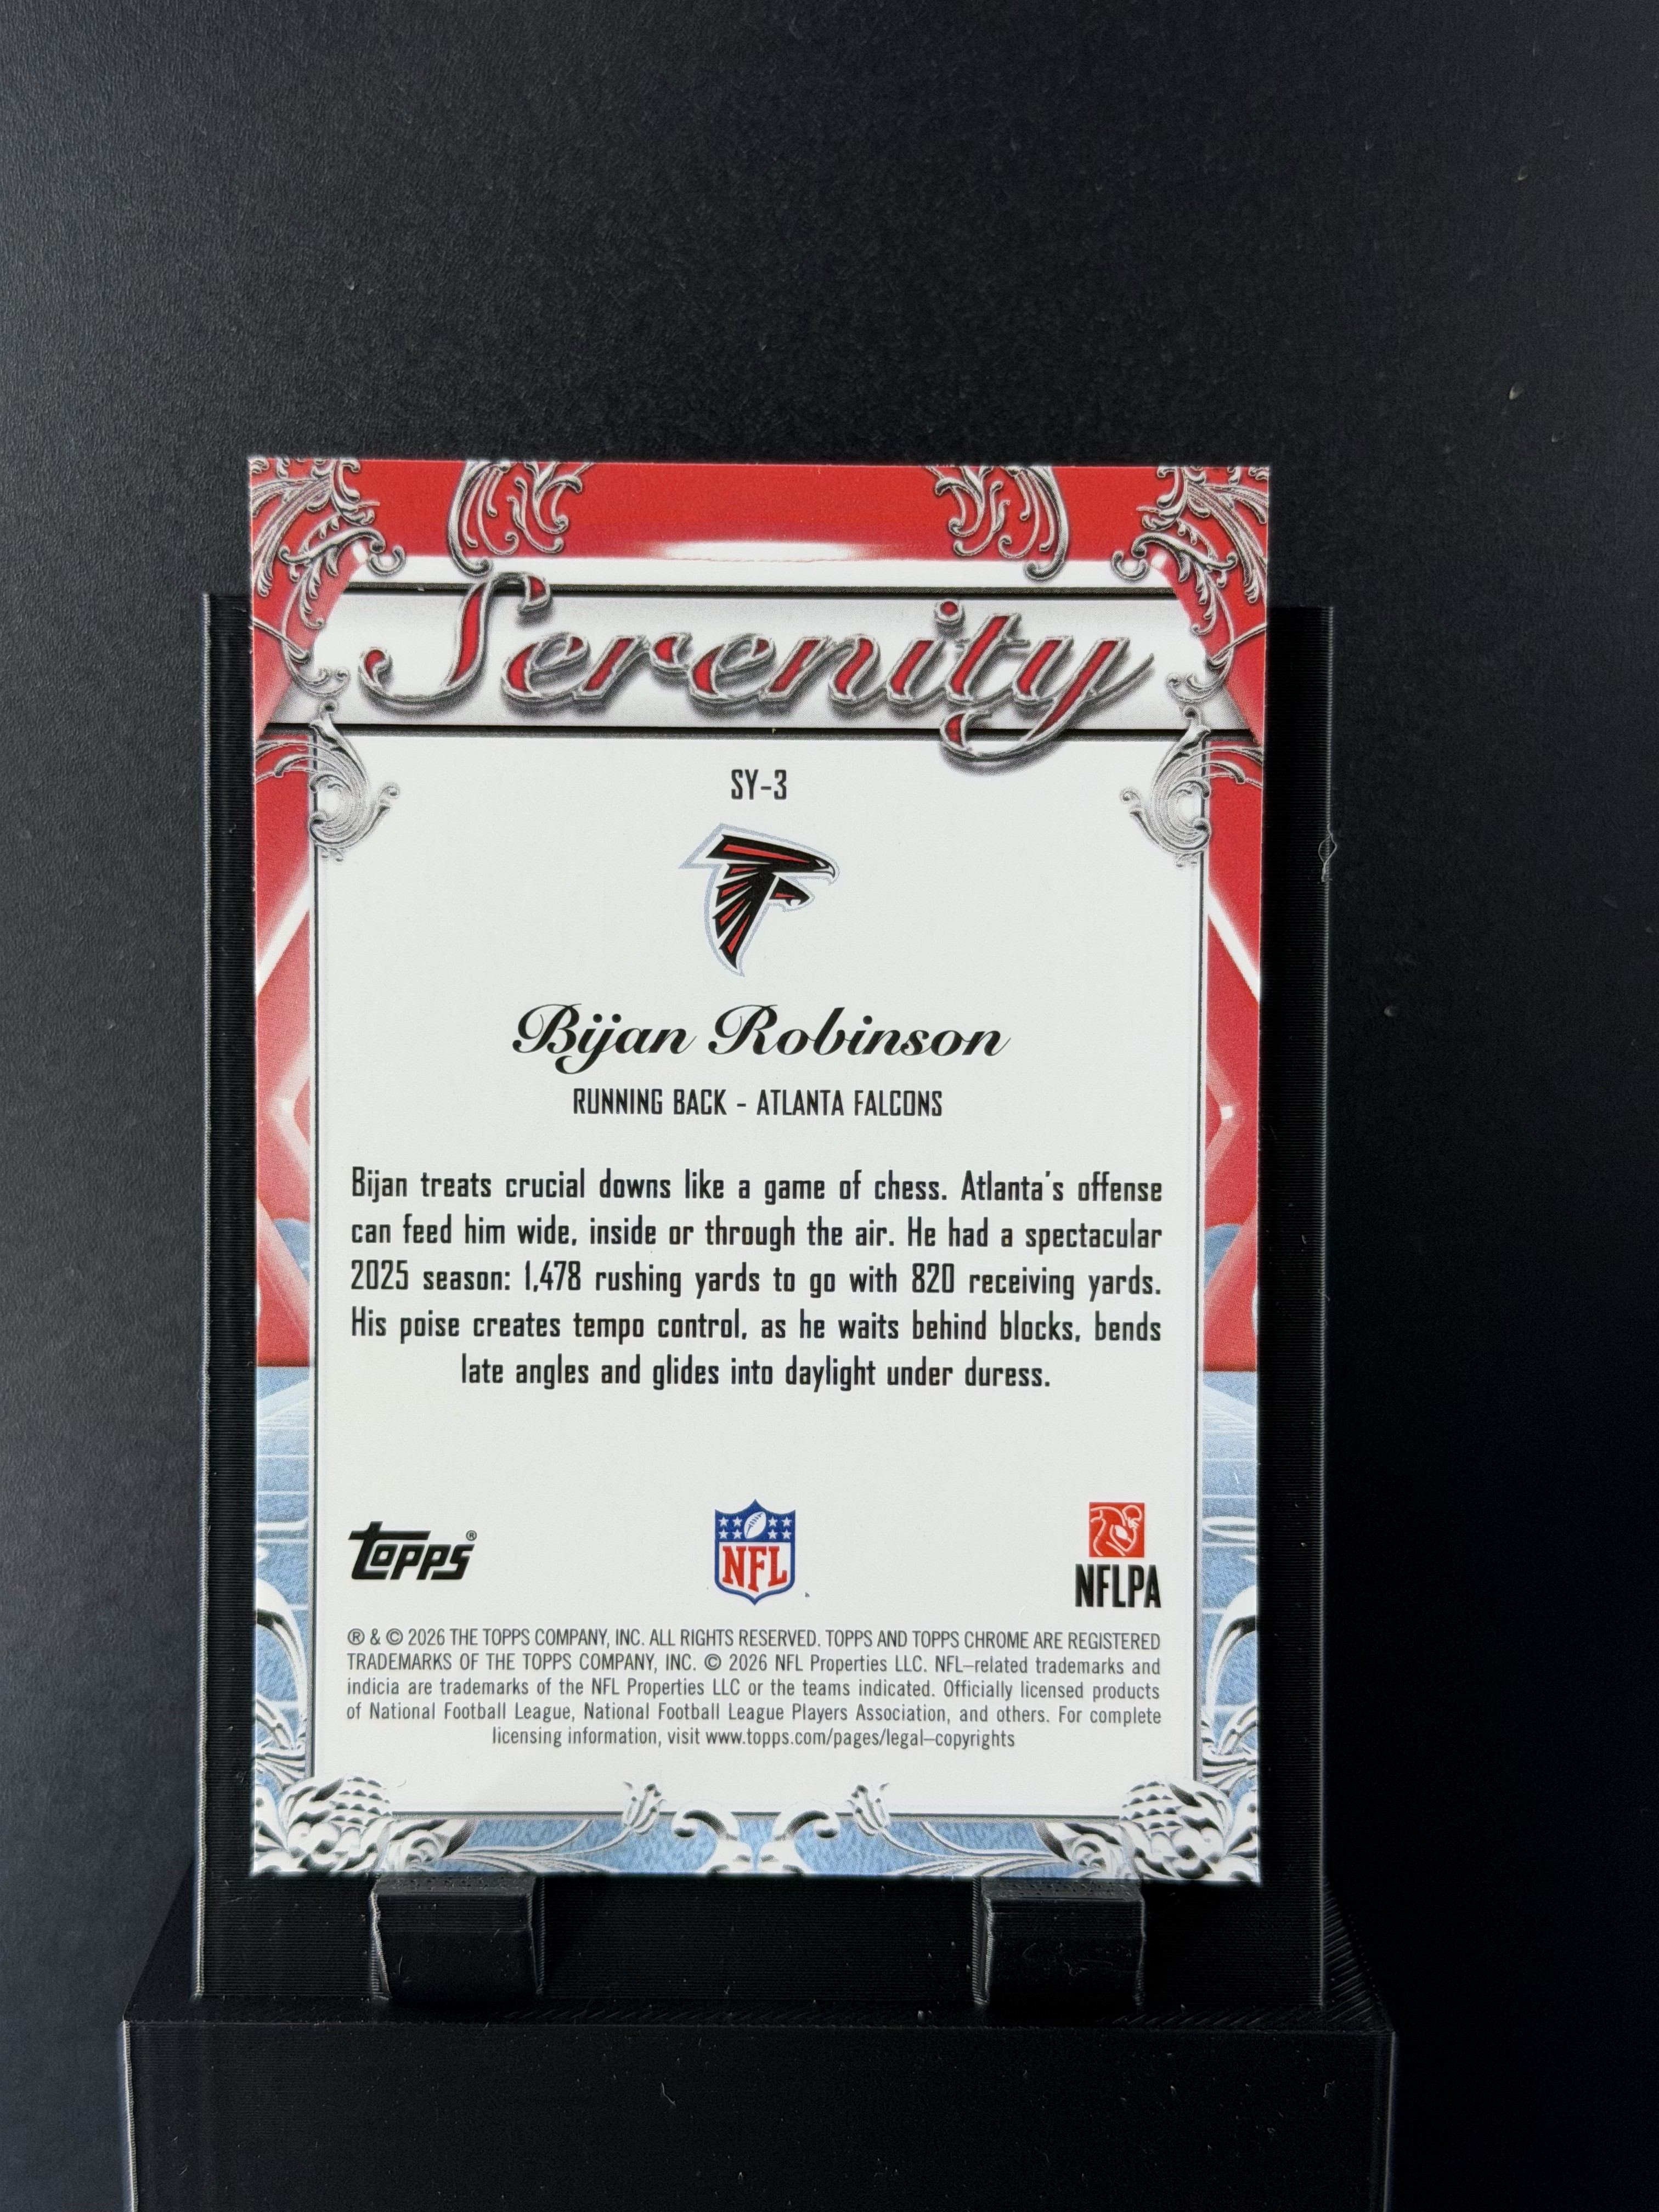 Serenity
SY-3
Bijan Robinson
RUNNING BACK - ATLANTA FALCONS
Bijan treats crucial downs like a game of chess. Atlanta's offense
can feed him wide, inside or through the air. He had a spectacular
2025 season: 1,478 rushing yards to go with 820 receiving yards.
His poise creates tempo control, as he waits behind blocks, bends
late angles and glides into daylight under duress.
topps®
NFL
NFLPA
® & © 2026 THE TOPPS COMPANY, INC. ALL RIGHTS RESERVED. TOPPS AND TOPPS CHROME ARE REGISTERED
TRADEMARKS OF THE TOPPS COMPANY, INC. © 2026 NFL Properties LLC. NFL-related trademarks and
indicia are trademarks of the NFL Properties LLC or the teams indicated. Officially licensed products
of National Football League, National Football League Players Association, and others. For complete
licensing information, visit www.topps.com/pages/legal-copyrights